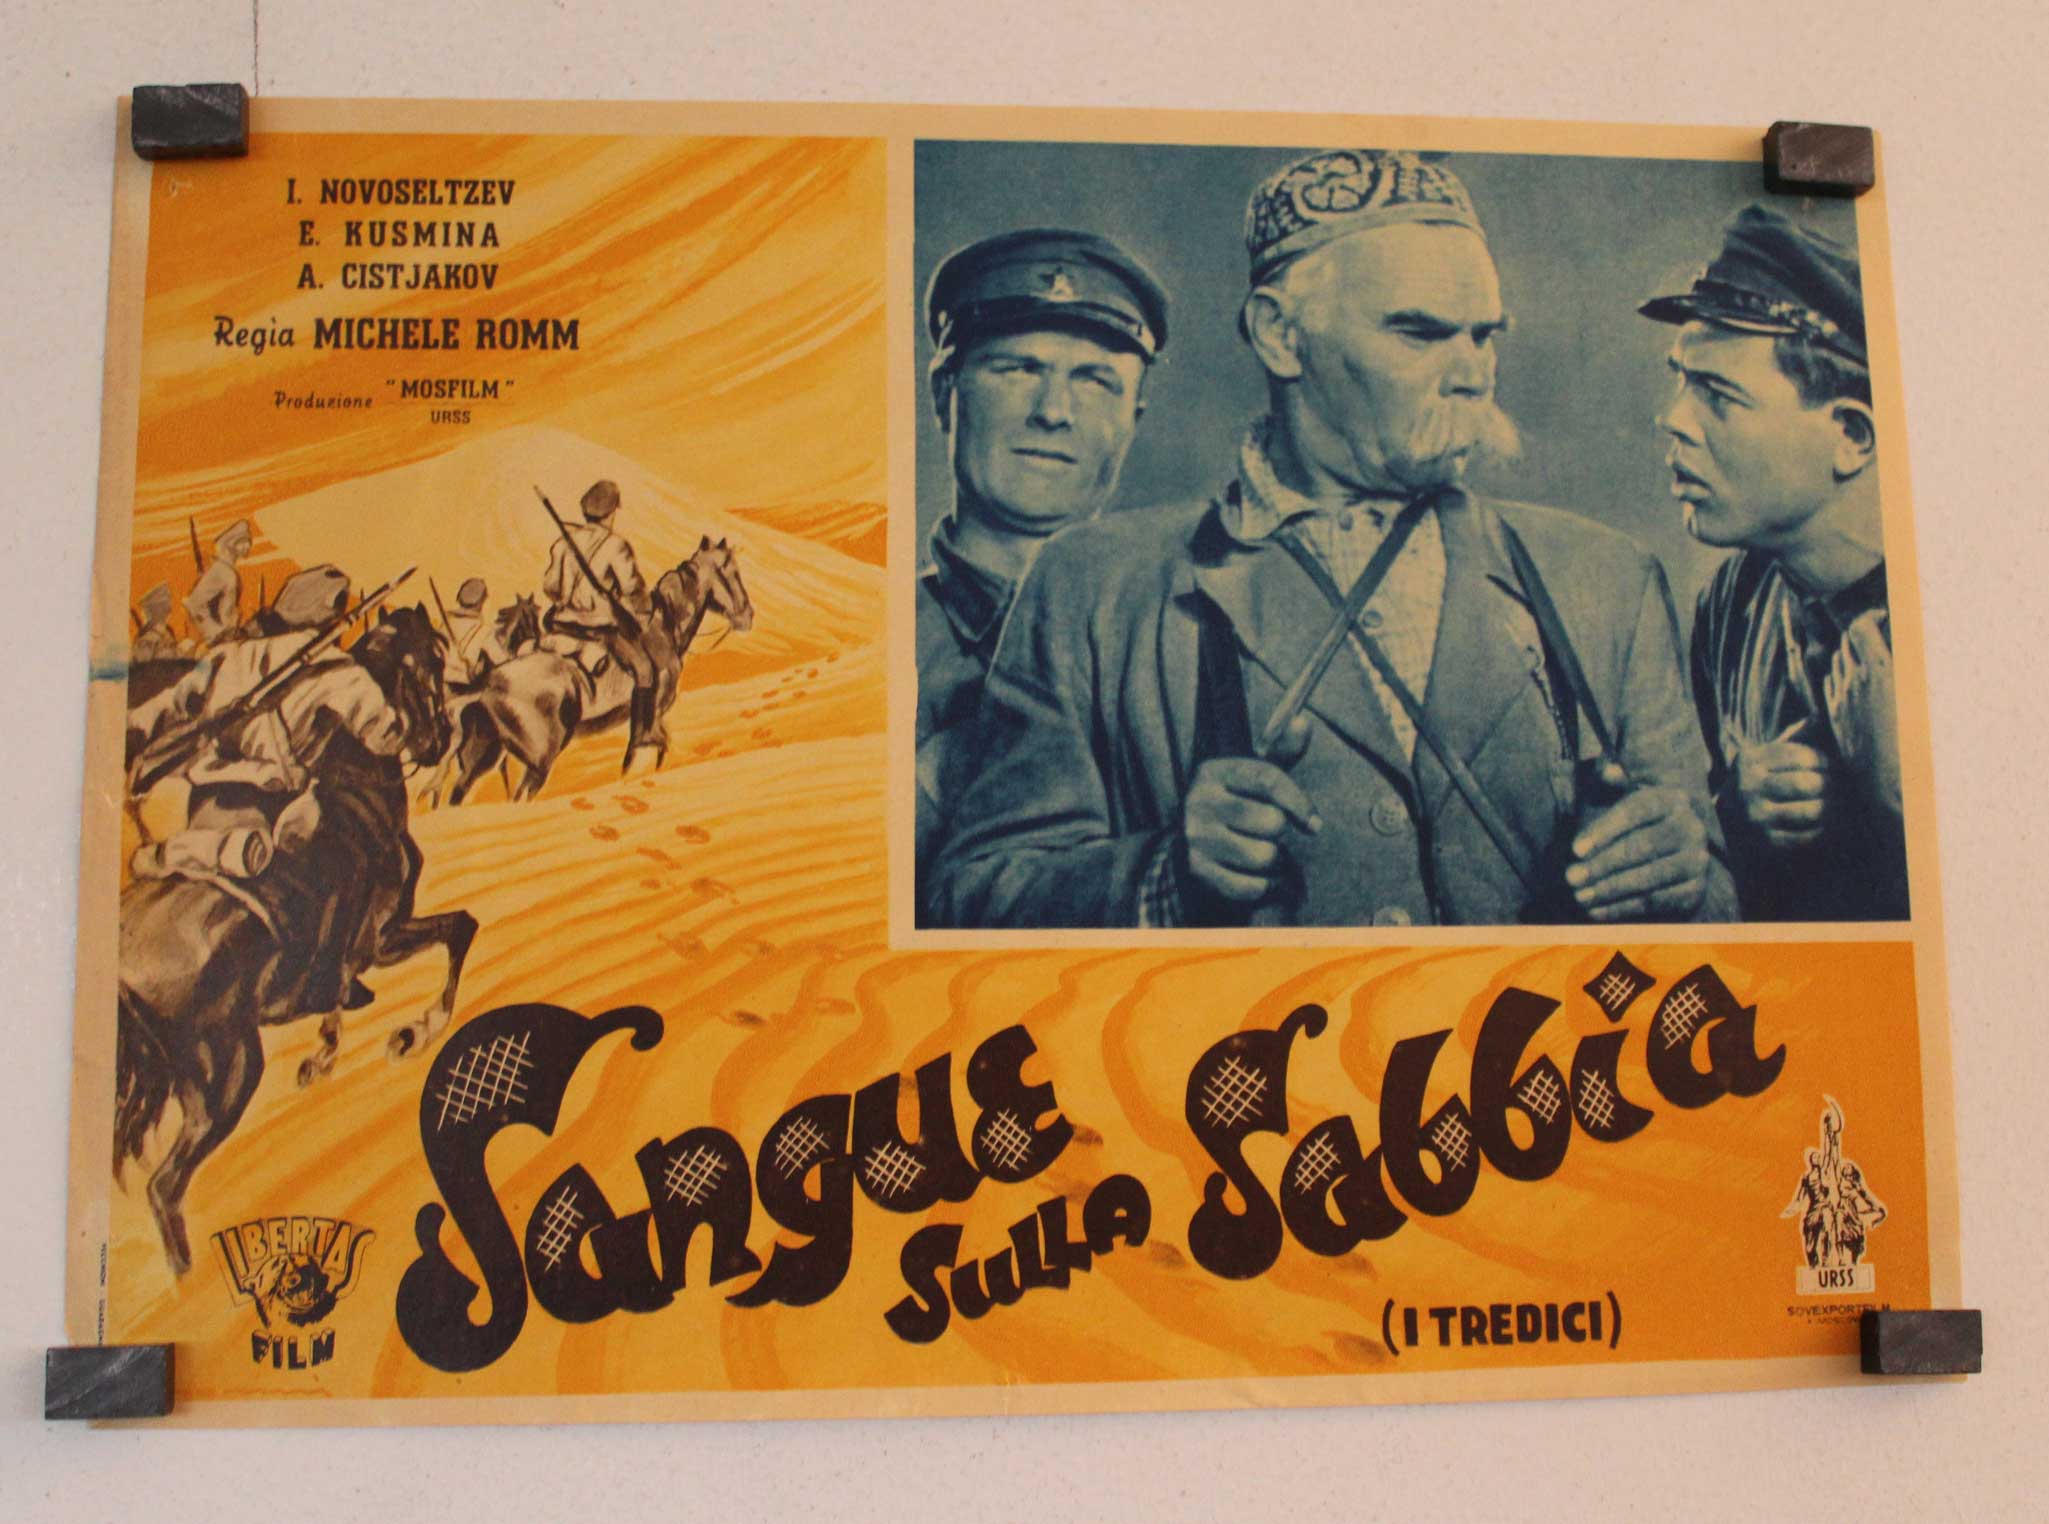 I. NOVOSELTZEV
E. KUSMINA
A. CISTJAKOV
Regia MICHELE ROMM
Produzione "MOSFILM"
URSS
Sangue sulla Sabbia
(I TREDICI)
LIBERTAS
FILM
URSS